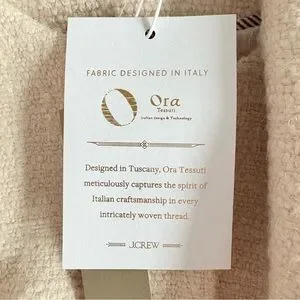 FABRIC DESIGNED IN ITALY
Ora
Tessuti
Italian Design & Technology
Designed in Tuscany, Ora Tessuti
meticulously captures the spirit of
Italian craftsmanship in every
intricately woven thread.
J.CREW